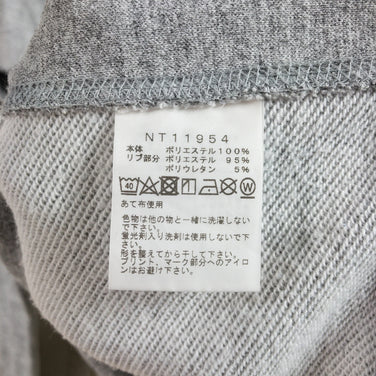 NT11954
本体 ポリエステル100%
リブ部分 ポリエステル 95%
ポリウレタン 5%
40 W
あて布使用
色物は他の物と一緒に洗濯しない
で下さい。
蛍光剤入り洗剤は使用しないで下
さい。
形を整えてから干して下さい。
プリント、マーク部分へのアイロ
ンはお避け下さい。